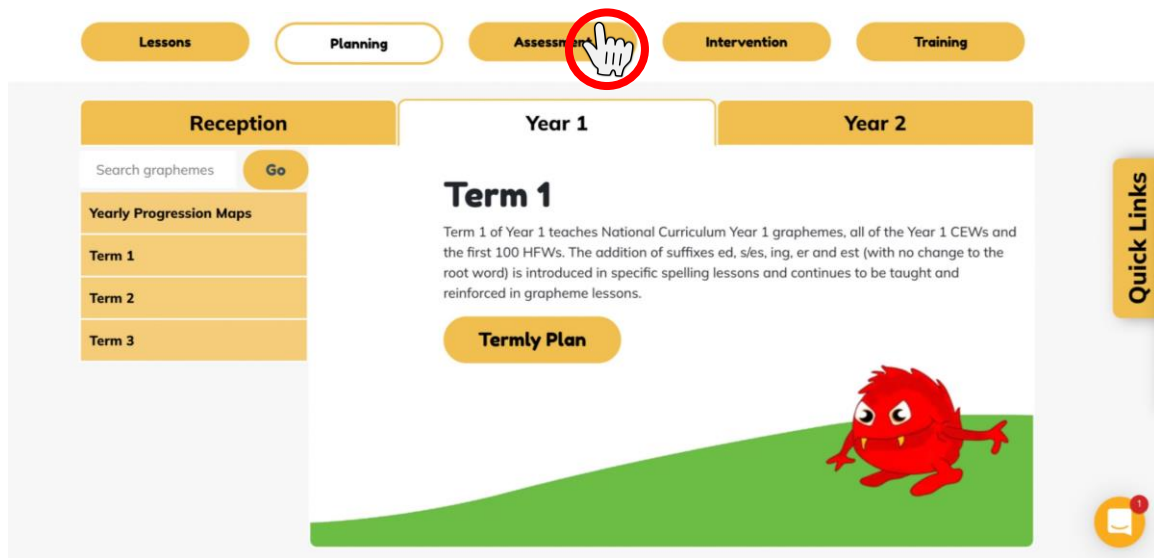 Lessons
Planning
Assessment
Intervention
Training
Reception
Year 1
Year 2
Search graphemes
Go
Yearly Progression Maps
Term 1
Term 2
Term 3
Term 1
Term 1 of Year 1 teaches National Curriculum Year 1 graphemes, all of the Year 1 CEWs and
the first 100 HFWs. The addition of suffixes ed, s/es, ing, er and est (with no change to the
root word) is introduced in specific spelling lessons and continues to be taught and
reinforced in grapheme lessons.
Termly Plan
Quick Links
1